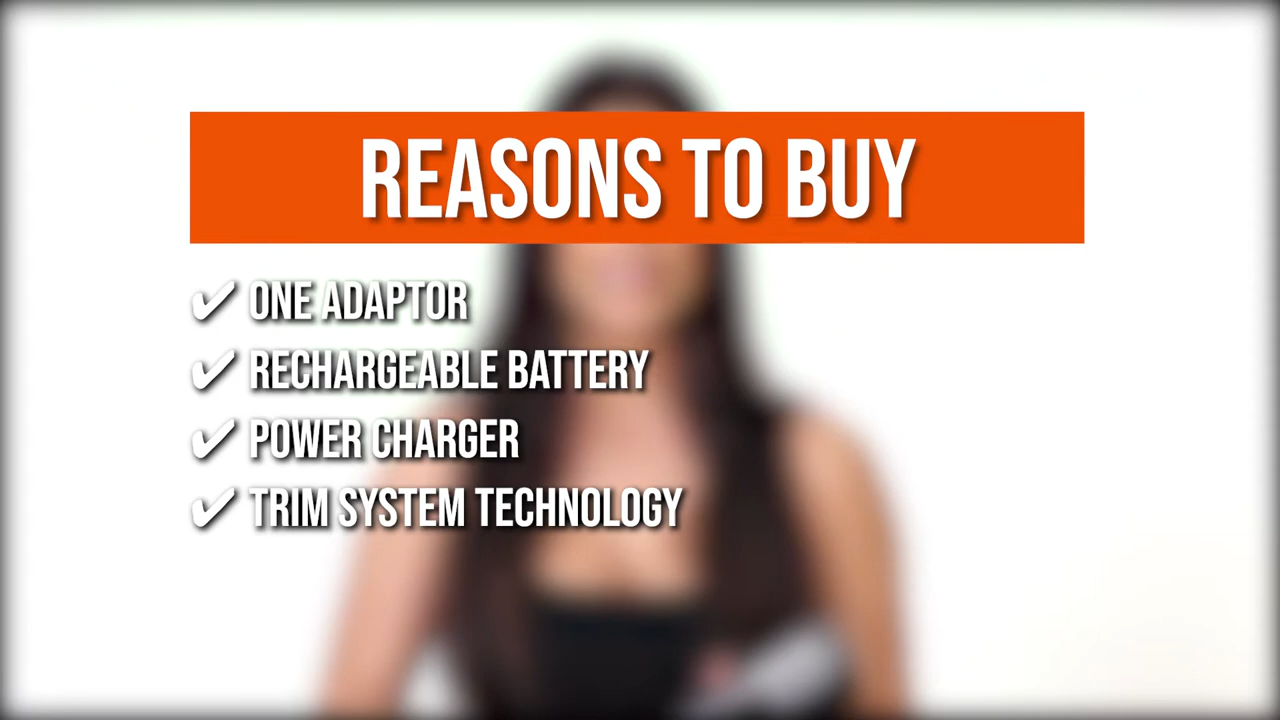 REASONS TO BUY
✔ ONE ADAPTOR
✔ RECHARGEABLE BATTERY
✔ POWER CHARGER
✔ TRIM SYSTEM TECHNOLOGY